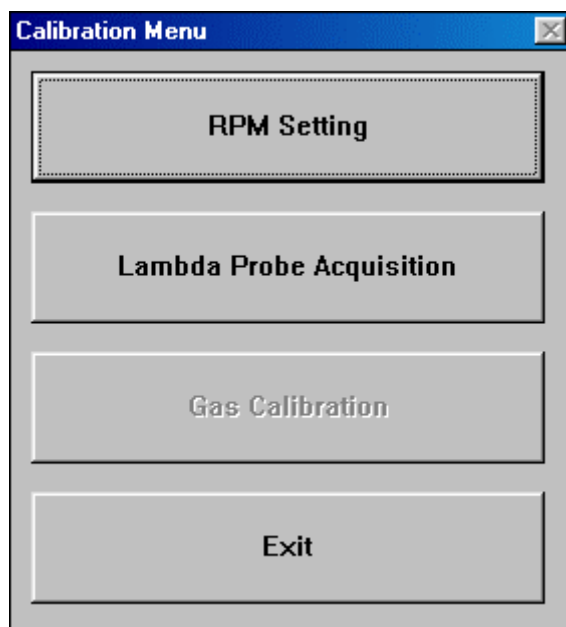 Calibration Menu
RPM Setting
Lambda Probe Acquisition
Gas Calibration
Exit